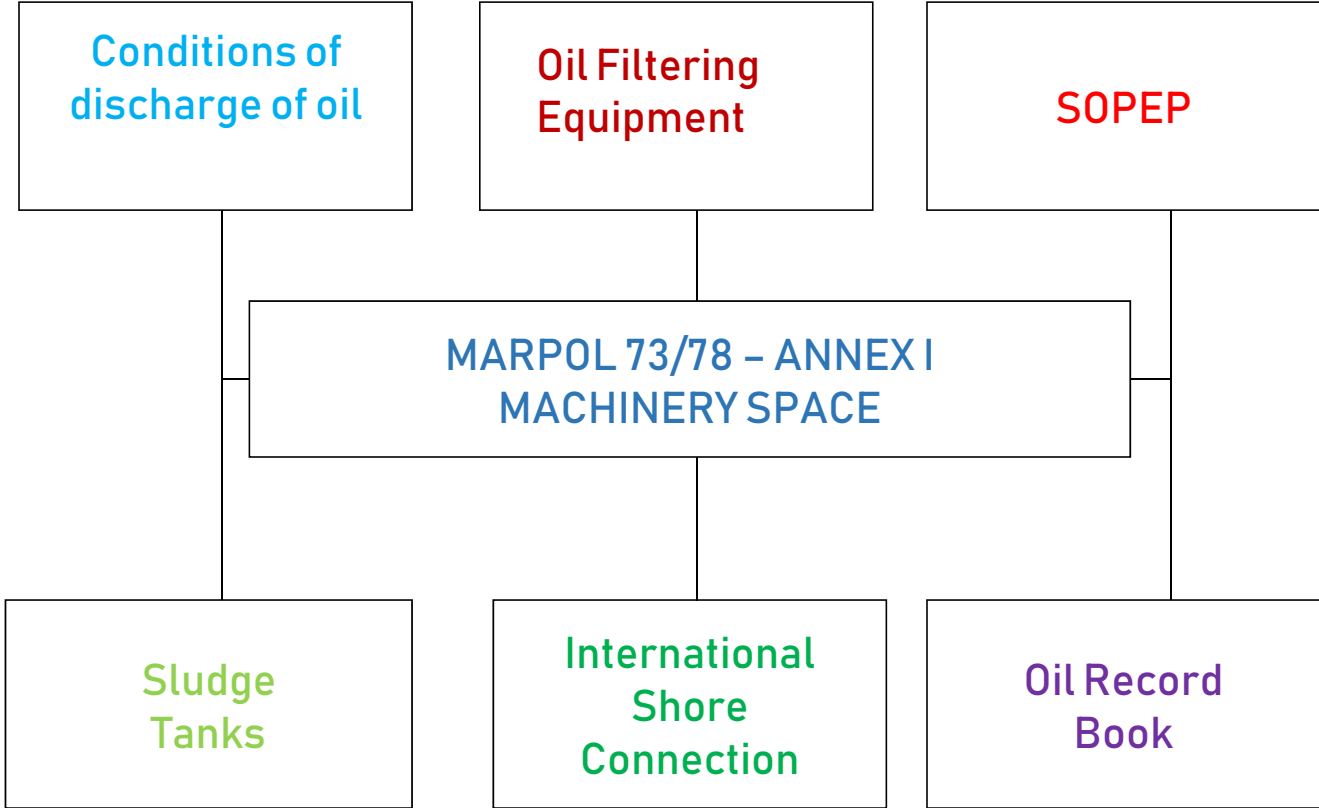 Conditions of
discharge of oil
Oil Filtering
Equipment
SOPEP
MARPOL 73/78 – ANNEX I
MACHINERY SPACE
Sludge
Tanks
International
Shore
Connection
Oil Record
Book